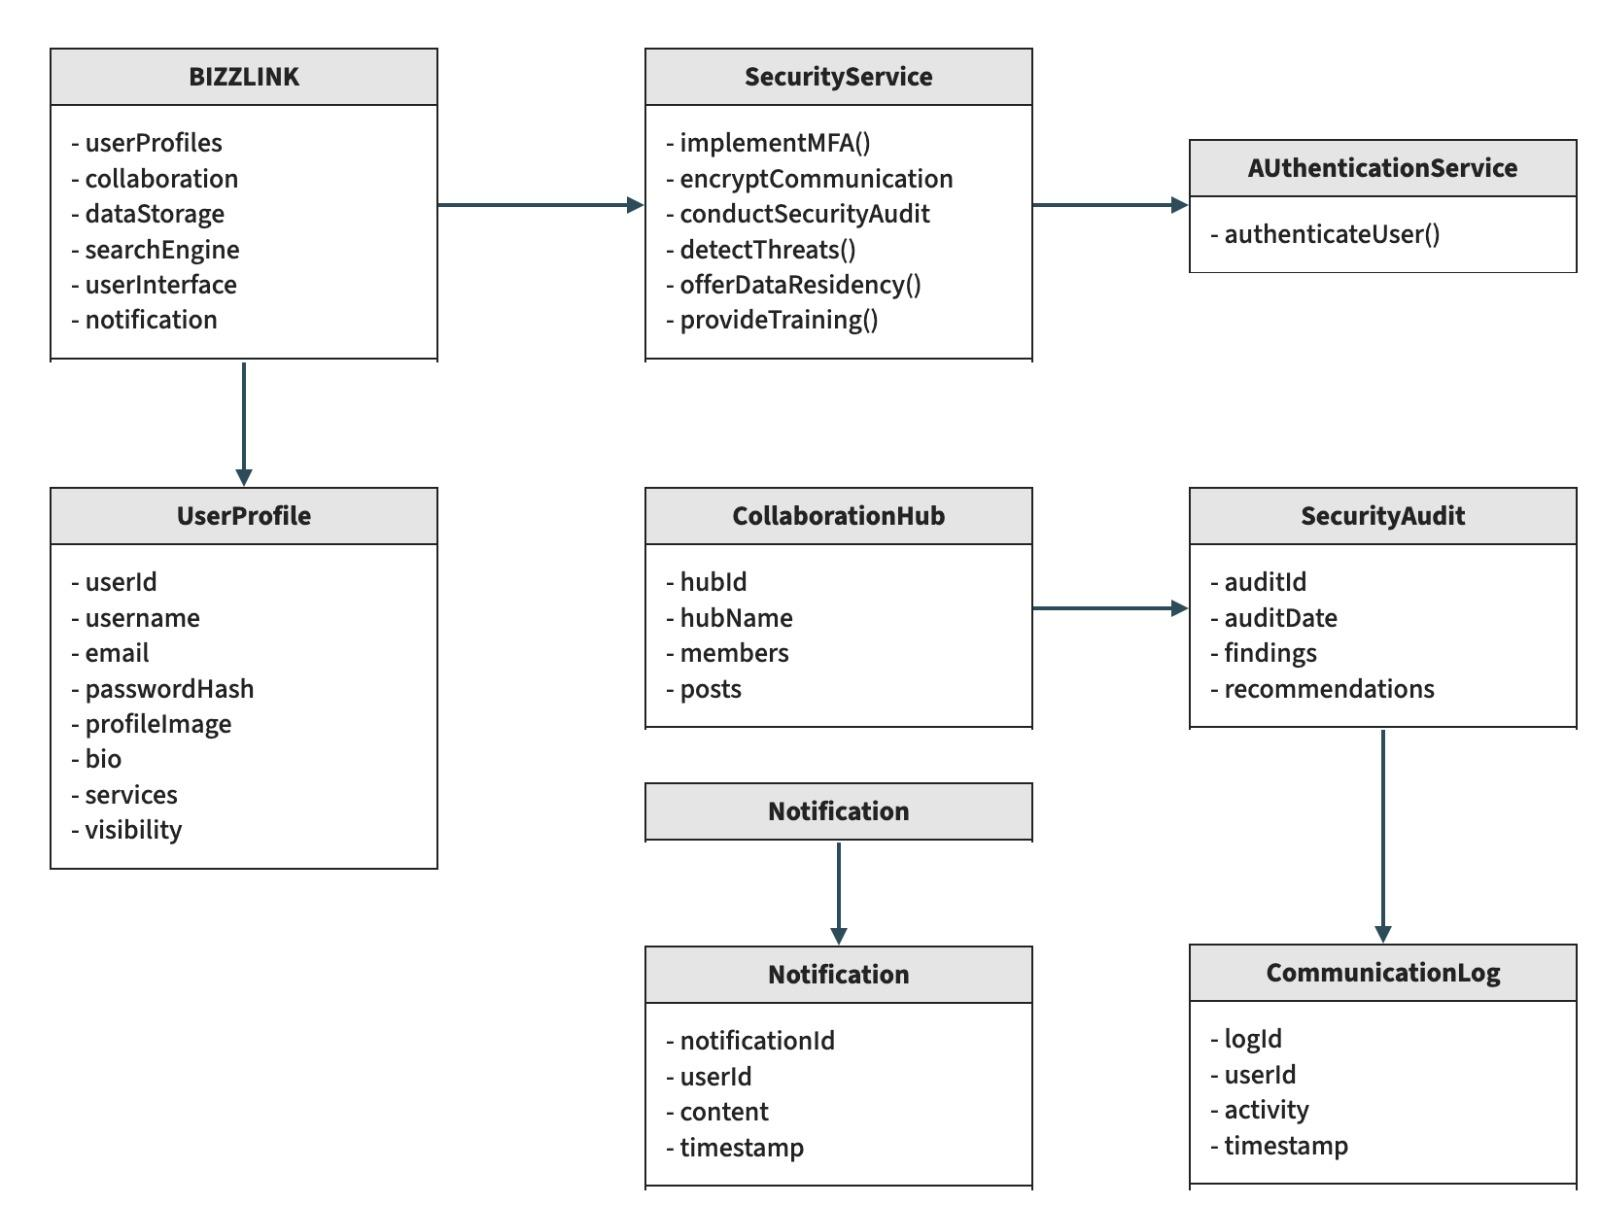 BIZZLINK
- userProfiles
- collaboration
- dataStorage
- searchEngine
- userInterface
- notification
SecurityService
- implementMFA()
- encryptCommunication
- conductSecurityAudit
- detectThreats()
- offerDataResidency()
- provideTraining()
AUthenticationService
- authenticateUser()
UserProfile
- userId
- username
- email
- passwordHash
- profileImage
- bio
- services
- visibility
CollaborationHub
- hubId
- hubName
- members
- posts
SecurityAudit
- auditId
- auditDate
- findings
- recommendations
Notification
Notification
- notificationId
- userId
- content
- timestamp
CommunicationLog
- logId
- userId
- activity
- timestamp